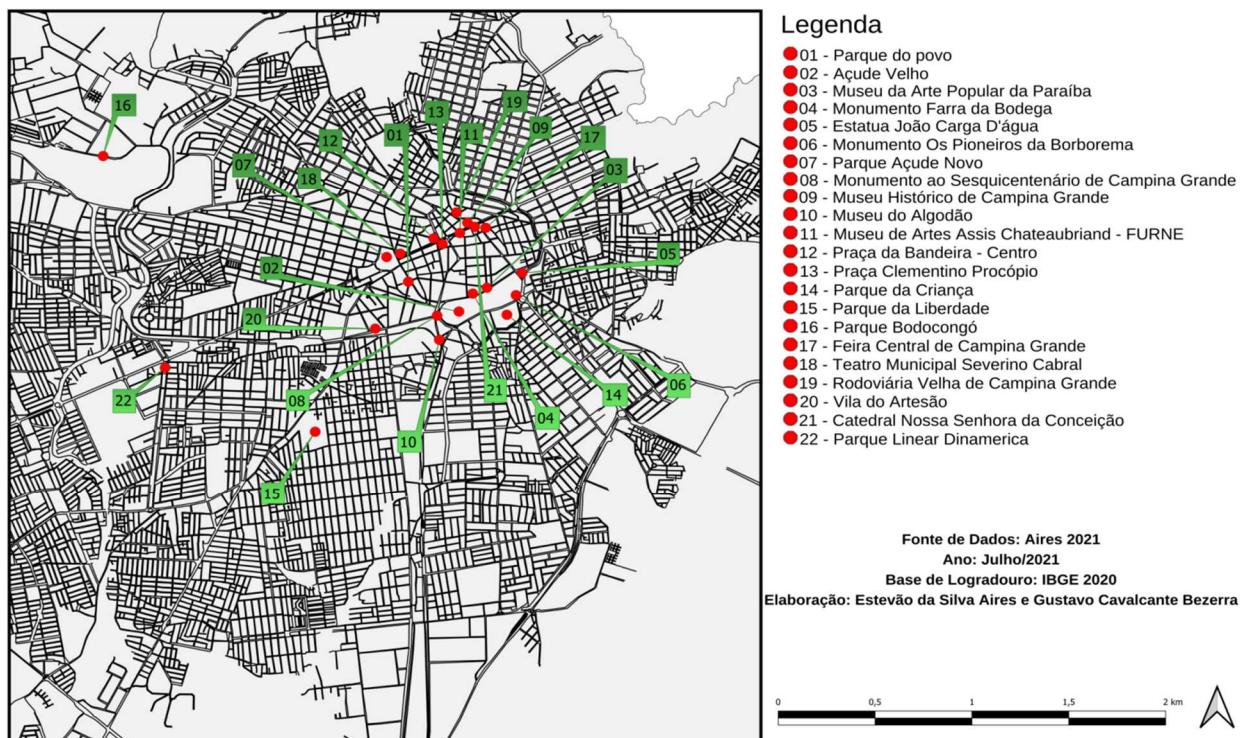 Legenda
01 - Parque do povo
02 - Açude Velho
03 - Museu da Arte Popular da Paraíba
04 - Monumento Farra da Bodega
05 - Estatua João Carga D'água
06 - Monumento Os Pioneiros da Borborema
07 - Parque Açude Novo
08 - Monumento ao Sesquicentenário de Campina Grande
09 - Museu Histórico de Campina Grande
10 - Museu do Algodão
11 - Museu de Artes Assis Chateaubriand - FURNE
12 - Praça da Bandeira - Centro
13 - Praça Clementino Procópio
14 - Parque da Criança
15 - Parque da Liberdade
16 - Parque Bodocongó
17 - Feira Central de Campina Grande
18 - Teatro Municipal Severino Cabral
19 - Rodoviária Velha de Campina Grande
20 - Vila do Artesão
21 - Catedral Nossa Senhora da Conceição
22 - Parque Linear Dinamerica
16
19
13
01
11
09
12
17
07
18
03
05
02
20
22
08
21
14
06
04
10
15
Fonte de Dados: Aires 2021
Ano: Julho/2021
Base de Logradouro: IBGE 2020
Elaboração: Estevão da Silva Aires e Gustavo Cavalcante Bezerra
0 0,5 1 1,5 2 km